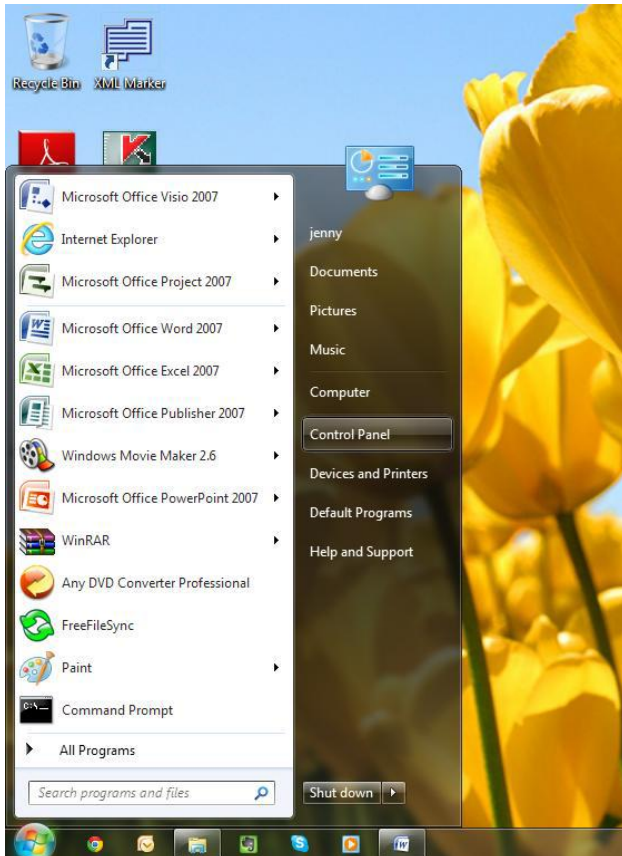 Recycle Bin
XML Marker
Microsoft Office Visio 2007
Internet Explorer
Microsoft Office Project 2007
Microsoft Office Word 2007
Microsoft Office Excel 2007
Microsoft Office Publisher 2007
Windows Movie Maker 2.6
Microsoft Office PowerPoint 2007
WinRAR
Any DVD Converter Professional
FreeFileSync
Paint
C:\_
Command Prompt
All Programs
Search programs and files
jenny
Documents
Pictures
Music
Computer
Control Panel
Devices and Printers
Default Programs
Help and Support
Shut down